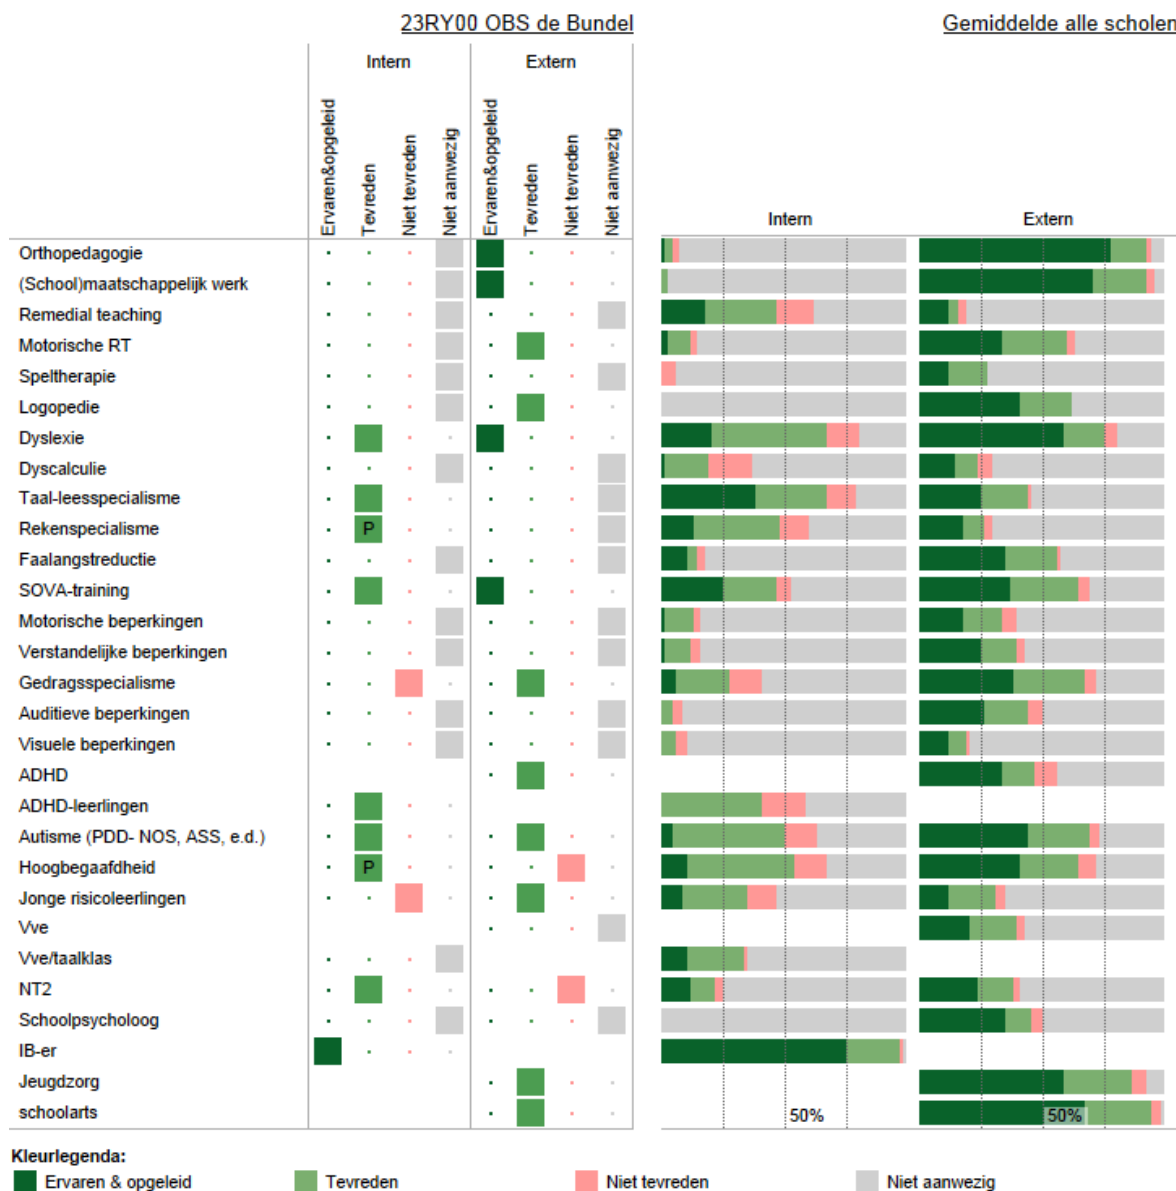 23RY00 OBS de Bundel
Gemiddelde alle scholen
Intern
Extern
Ervaren&opgeleid
Tevreden
Niet tevreden
Niet aanwezig
Ervaren&opgeleid
Tevreden
Niet tevreden
Niet aanwezig
Intern
Extern
Orthopedagogie
(School)maatschappelijk werk
Remedial teaching
Motorische RT
Speltherapie
Logopedie
Dyslexie
Dyscalculie
Taal-leesspecialisme
Rekenspecialisme P
Faalangstreductie
SOVA-training
Motorische beperkingen
Verstandelijke beperkingen
Gedragsspecialisme
Auditieve beperkingen
Visuele beperkingen
ADHD
ADHD-leerlingen
Autisme (PDD- NOS, ASS, e.d.)
Hoogbegaafdheid P
Jonge risicoleerlingen
Vve
Vve/taalklas
NT2
Schoolpsycholoog
IB-er
Jeugdzorg
schoolarts 50% 50%
Kleurlegenda:
Ervaren & opgeleid Tevreden Niet tevreden Niet aanwezig